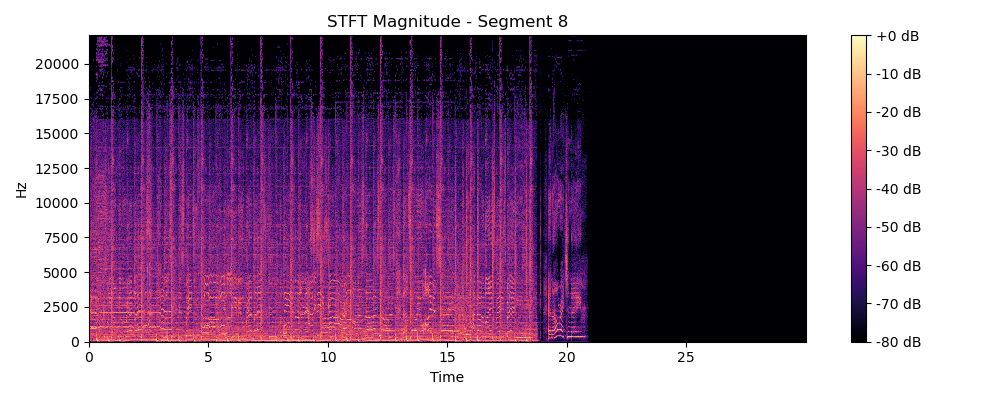 STFT Magnitude - Segment 8
Hz
20000
17500
15000
12500
10000
7500
5000
2500
0
0 5 10 15 20 25
Time
+0 dB
-10 dB
-20 dB
-30 dB
-40 dB
-50 dB
-60 dB
-70 dB
-80 dB